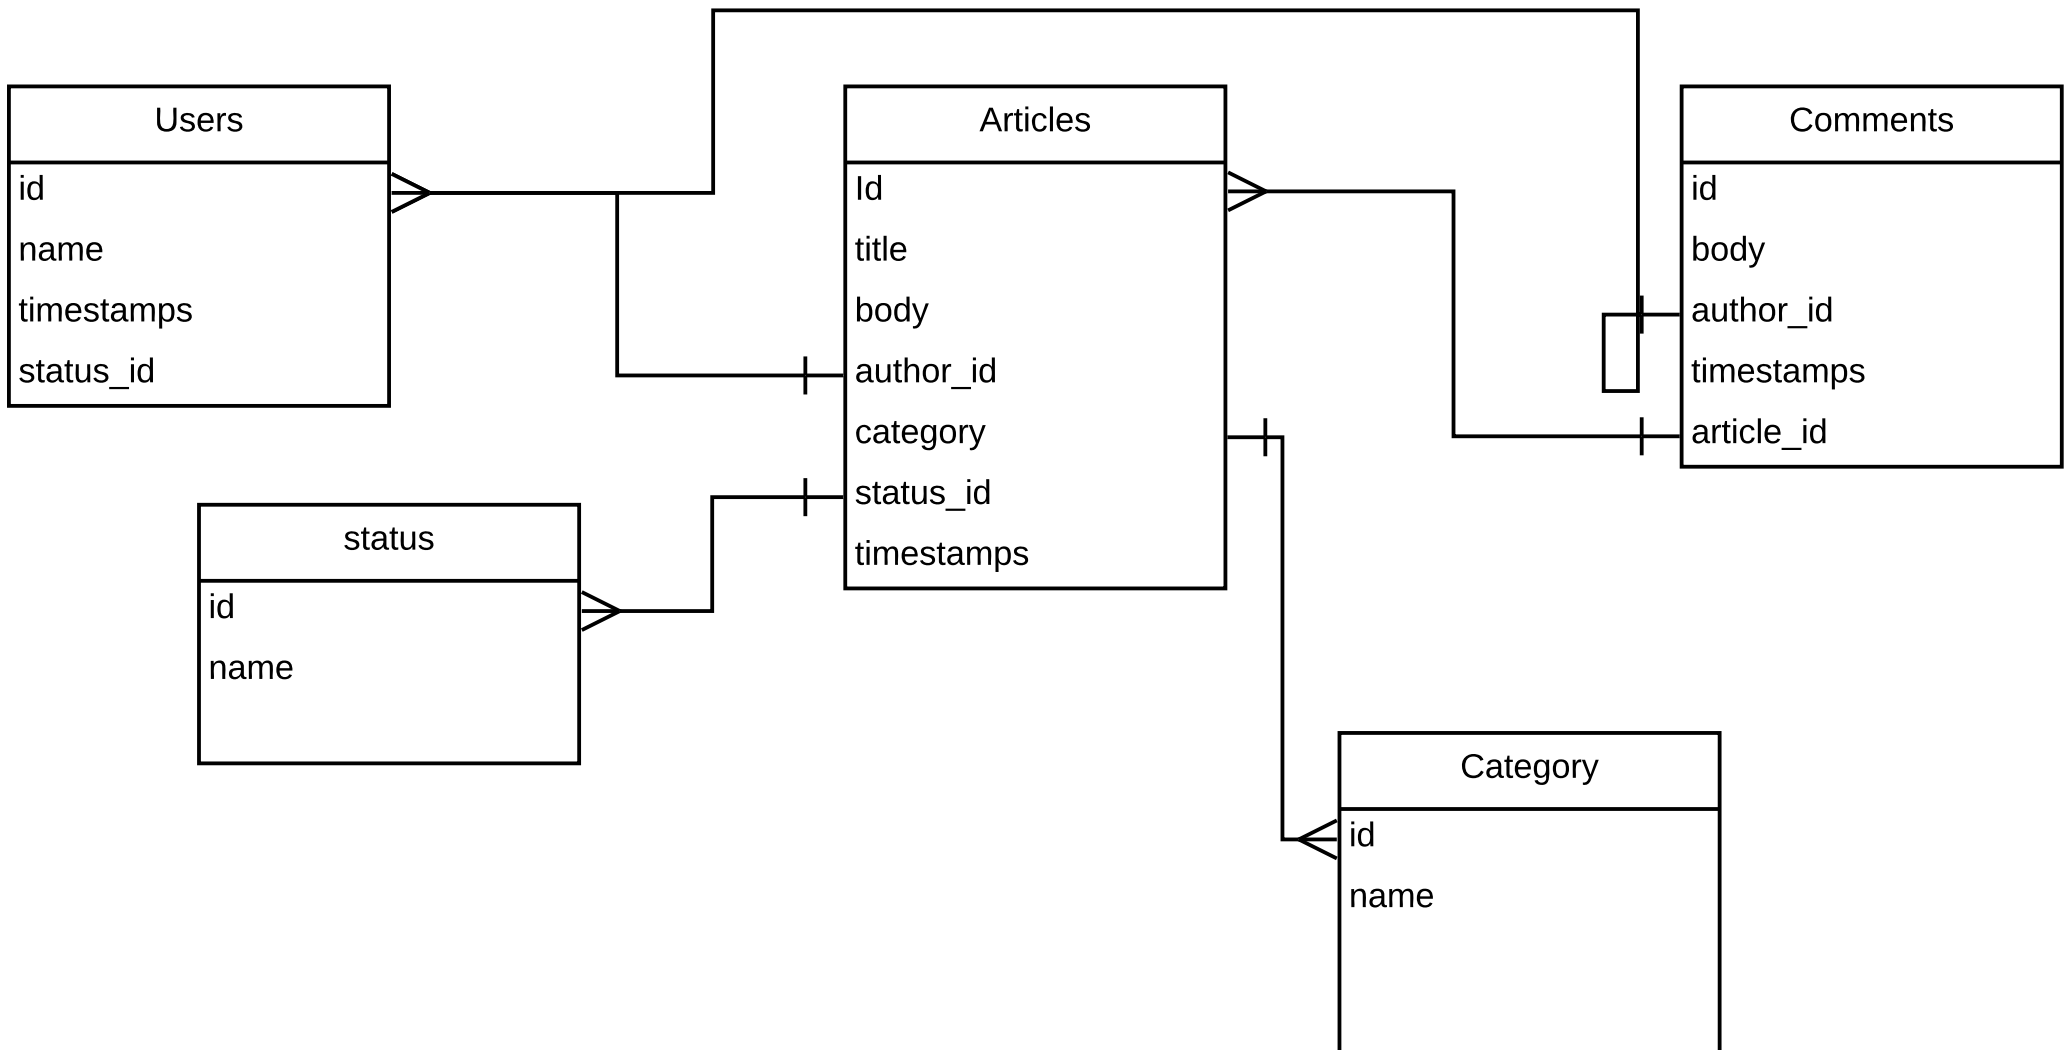 Users
id
name
timestamps
status_id
Articles
Id
title
body
author_id
category
status_id
timestamps
Comments
id
body
author_id
timestamps
article_id
status
id
name
Category
id
name